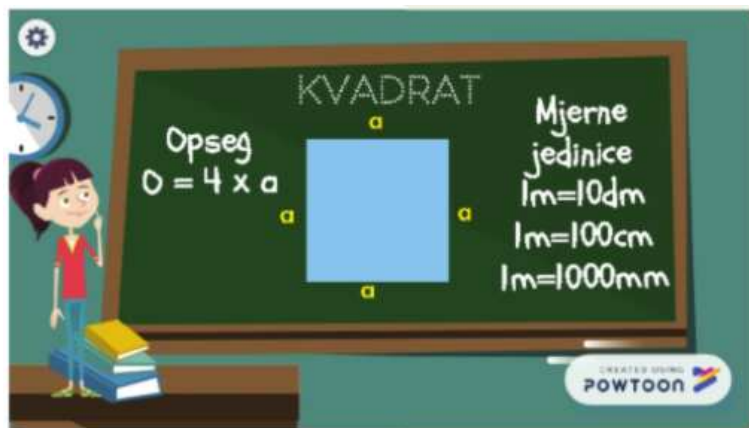 KVADRAT
Opseg
O = 4 x a
a
a
a
a
Mjerne
jedinice
1m=10dm
1m=100cm
1m=1000mm
CREATED USING
POWTOON